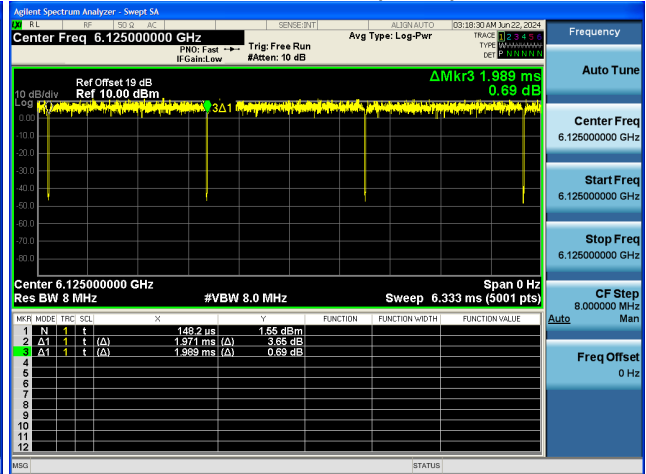 Agilent Spectrum Analyzer - Swept SA
RL RF 50 Ω AC SENSE:INT ALIGN AUTO 03:18:30 AM Jun 22, 2024
Center Freq 6.125000000 GHz
PNO: Fast
IFGain:Low
Trig: Free Run
#Atten: 10 dB
Avg Type: Log-Pwr
TRACE 1 2 3 4 5 6
TYPE
DET P N N N N N
Ref Offset 19 dB
Ref 10.00 dBm
10 dB/div
Log
ΔMkr3 1.989 ms
0.69 dB
3Δ1
0.00
-10.0
-20.0
-30.0
-40.0
-50.0
-60.0
-70.0
-80.0
Center 6.125000000 GHz Span 0 Hz
Res BW 8 MHz #VBW 8.0 MHz Sweep 6.333 ms (5001 pts)
MKR MODE TRC SCL X Y FUNCTION FUNCTION WIDTH FUNCTION VALUE
1 N 1 t 148.2 µs 1.55 dBm
2 Δ1 1 t (Δ) 1.971 ms (Δ) 3.65 dB
3 Δ1 1 t (Δ) 1.989 ms (Δ) 0.69 dB
4
5
6
7
8
9
10
11
12
MSG STATUS
Frequency
Auto Tune
Center Freq
6.125000000 GHz
Start Freq
6.125000000 GHz
Stop Freq
6.125000000 GHz
CF Step
8.000000 MHz
Auto Man
Freq Offset
0 Hz